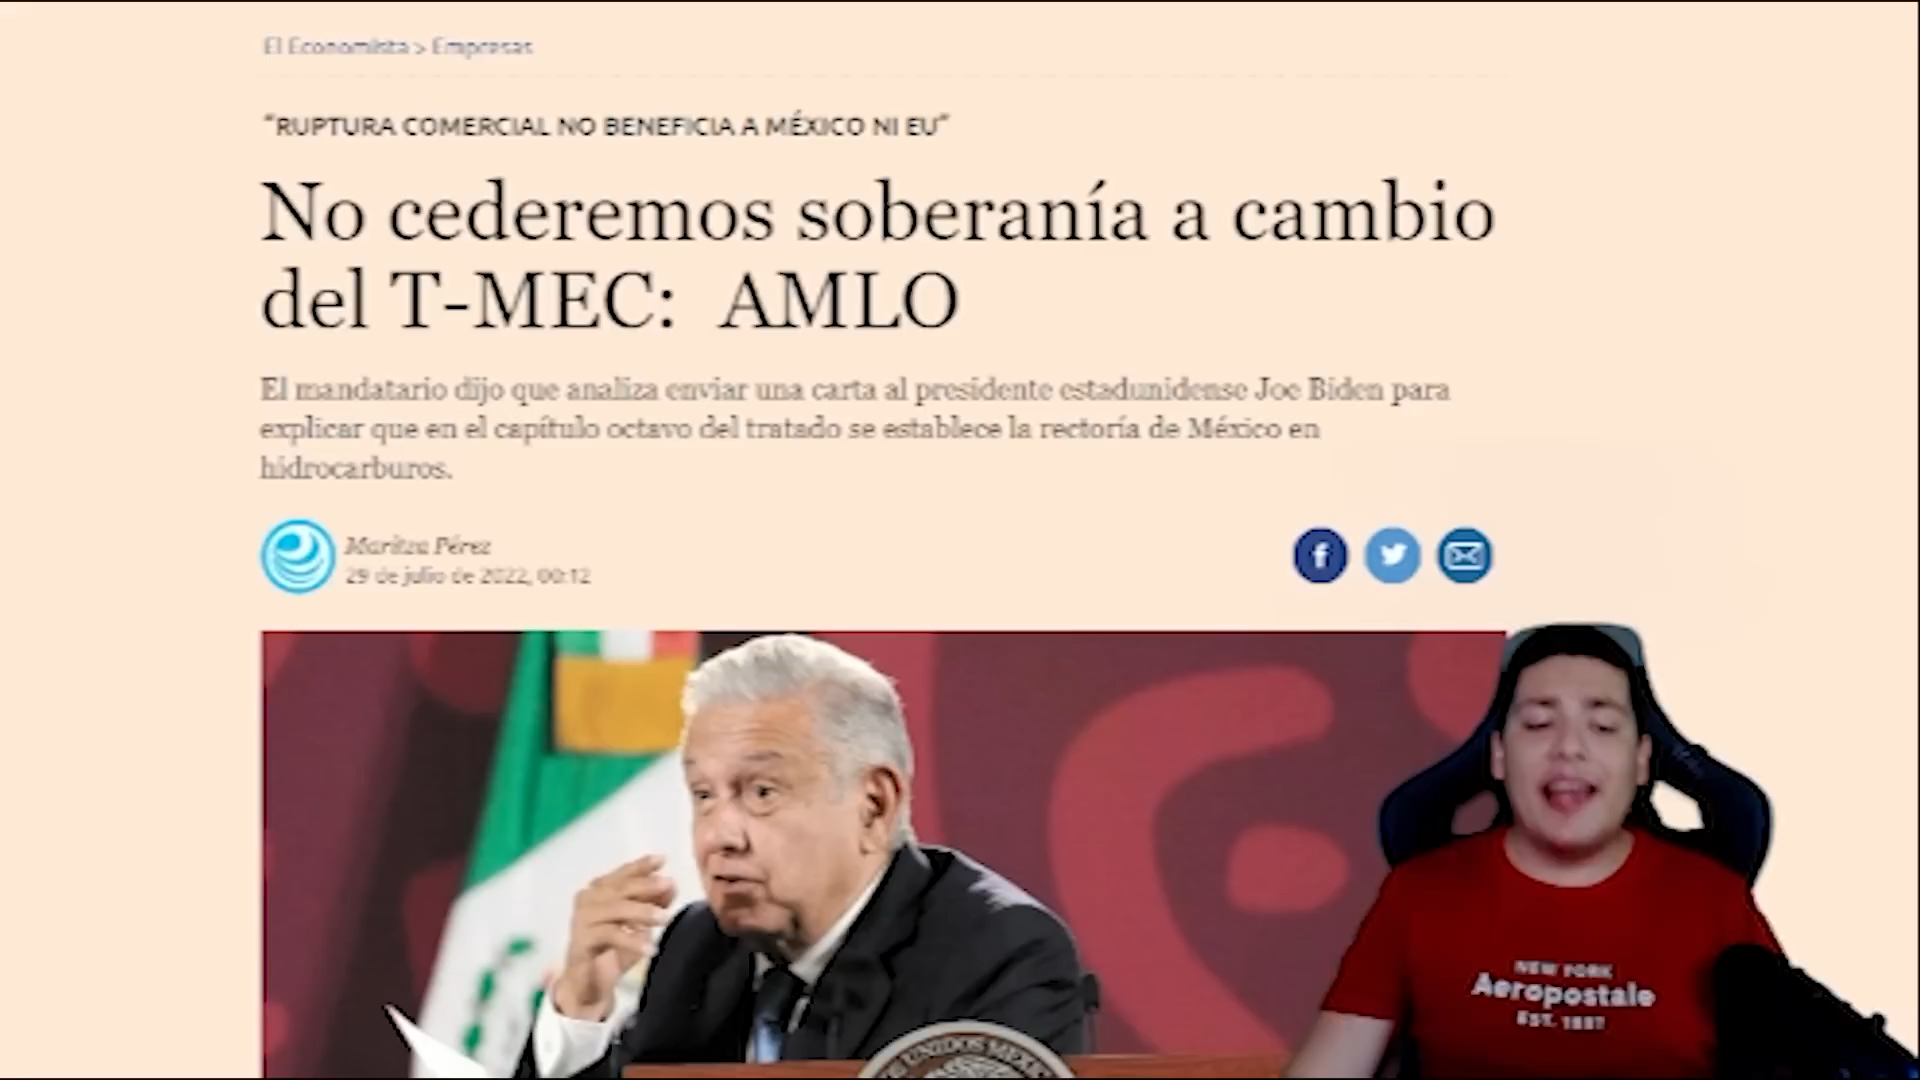 El Economista > Empresas
“RUPTURA COMERCIAL NO BENEFICIA A MÉXICO NI EU”
No cederemos soberanía a cambio
del T-MEC: AMLO
El mandatario dijo que analiza enviar una carta al presidente estadunidense Joe Biden para
explicar que en el capítulo octavo del tratado se establece la rectoría de México en
hidrocarburos.
Maritza Pérez
29 de julio de 2022, 00:12
UNIDOS MEX
NEW YORK
Aeropostale
EST. 1987